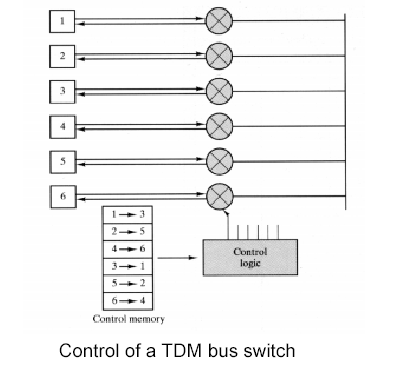 1
2
3
4
5
6
1 → 3
2 → 5
4 → 6
3 → 1
5 → 2
6 → 4
Control
logic
Control memory
Control of a TDM bus switch